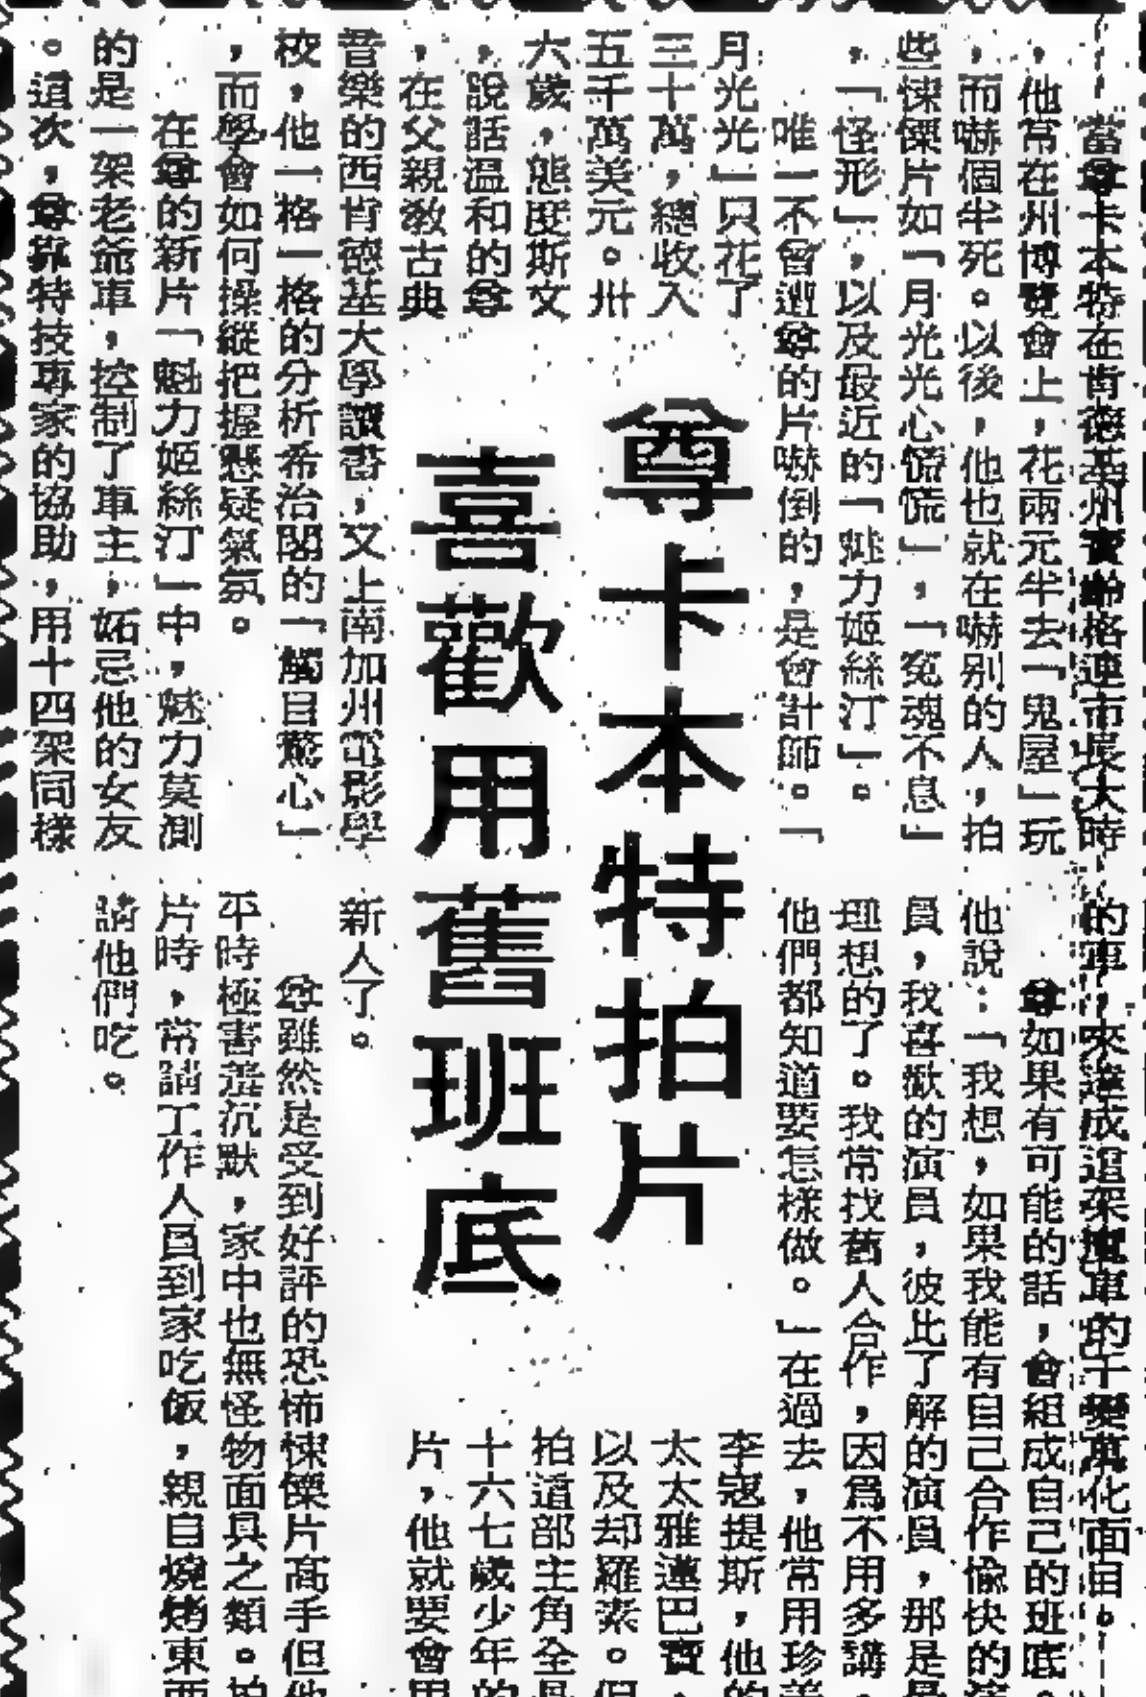 尊卡本特拍片
喜歡用舊班底
當尊卡本特在肯德基州寶齡格連市長大時
，他常在州博覽會上，花兩元半去「鬼屋」玩
，而嚇個半死。以後，他也就在嚇别的人，拍
些悚慄片如「月光光心慌慌」，「冤魂不息」
，「怪形」，以及最近的「魁力姬絲汀」。
唯一不曾遭尊的片嚇倒的，是會計師。「
月光光」只花了
三十萬，總收入
五千萬美元。卅
六歲，態度斯文
，說話温和的尊
，在父親敎古典
音樂的西肯德基大學讀書，又上南加州電影學
校，他一格一格的分析希治閣的「觸目驚心」
，而學會如何操縱把握懸疑氣氛。
在尊的新片「魁力姬絲汀」中，魅力莫測
的是一架老爺車，控制了車主，妬忌他的女友
。這次，尊靠特技專家的協助，用十四架同樣
的車，來達成這架魔車的千變萬化面目。
尊如果有可能的話，會組成自己的班底。
他說：「我想，如果我能有自己合作愉快的演
員，我喜歡的演員，彼此了解的演員，那是最
理想的了。我常找舊人合作，因爲不用多講，
他們都知道要怎樣做。」在過去，他常用珍美
李寇提斯，他的
太太雅蓮巴寶，
以及却羅素。但
拍這部主角全是
十六七歲少年的
片，他就要會用
新人了。
尊雖然是受到好評的恐怖悚慄片高手但他
平時極害羞沉默，家中也無怪物面具之類。拍
片時，常請工作人員到家吃飯，親自燒烤東西
請他們吃。